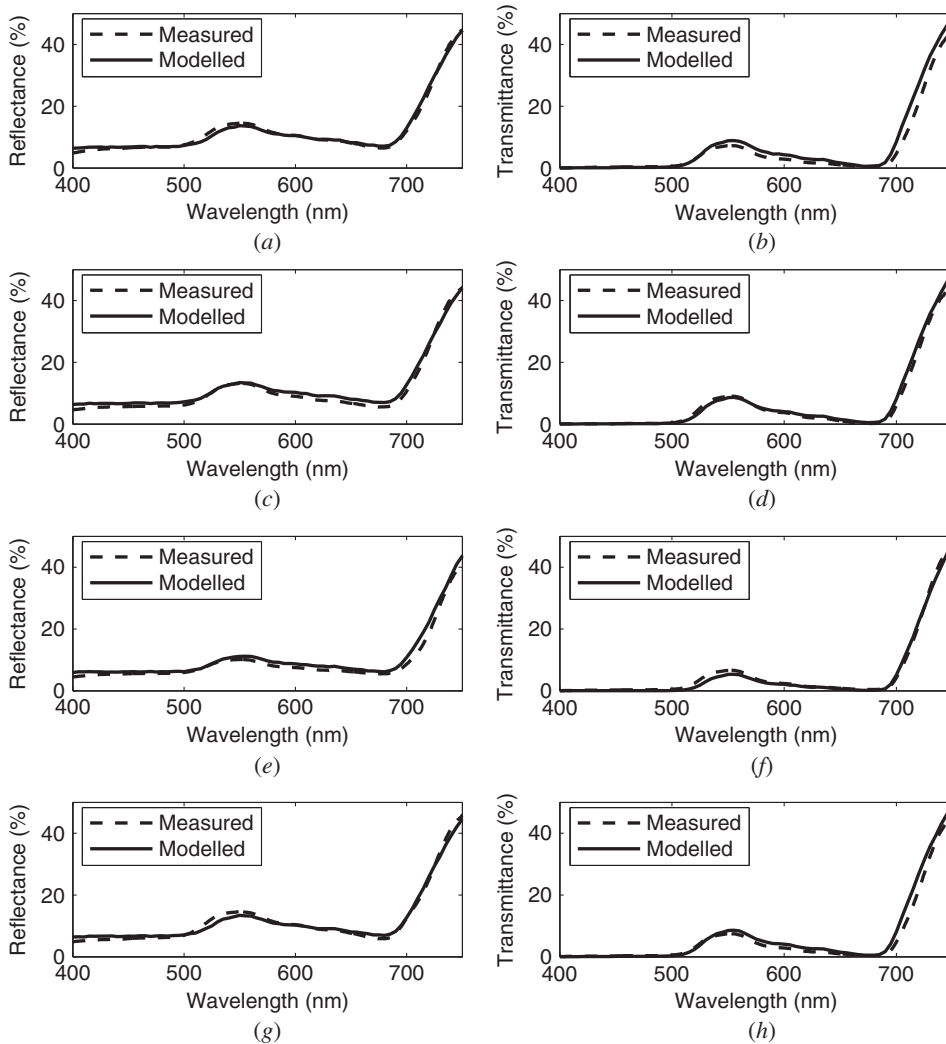 Reflectance (%)
40
20
0
Measured
Modelled
400 500 600 700
Wavelength (nm)
(a)
Transmittance (%)
40
20
0
Measured
Modelled
400 500 600 700
Wavelength (nm)
(b)
Reflectance (%)
40
20
0
Measured
Modelled
400 500 600 700
Wavelength (nm)
(c)
Transmittance (%)
40
20
0
Measured
Modelled
400 500 600 700
Wavelength (nm)
(d)
Reflectance (%)
40
20
0
Measured
Modelled
400 500 600 700
Wavelength (nm)
(e)
Transmittance (%)
40
20
0
Measured
Modelled
400 500 600 700
Wavelength (nm)
(f)
Reflectance (%)
40
20
0
Measured
Modelled
400 500 600 700
Wavelength (nm)
(g)
Transmittance (%)
40
20
0
Measured
Modelled
400 500 600 700
Wavelength (nm)
(h)